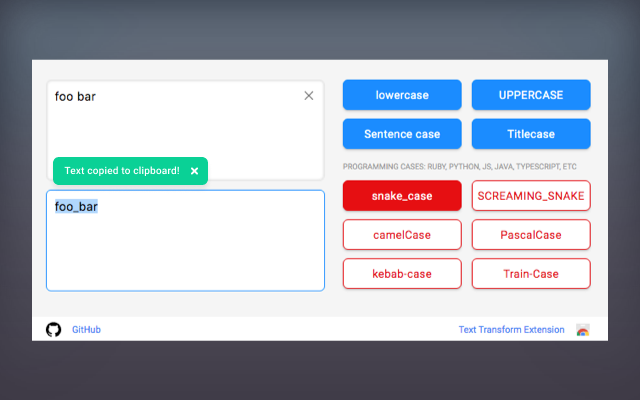 foo bar
Text copied to clipboard!
foo_bar
lowercase
UPPERCASE
Sentence case
Titlecase
PROGRAMMING CASES: RUBY, PYTHON, JS, JAVA, TYPESCRIPT, ETC
snake_case
SCREAMING_SNAKE
camelCase
PascalCase
kebab-case
Train-Case
GitHub
Text Transform Extension